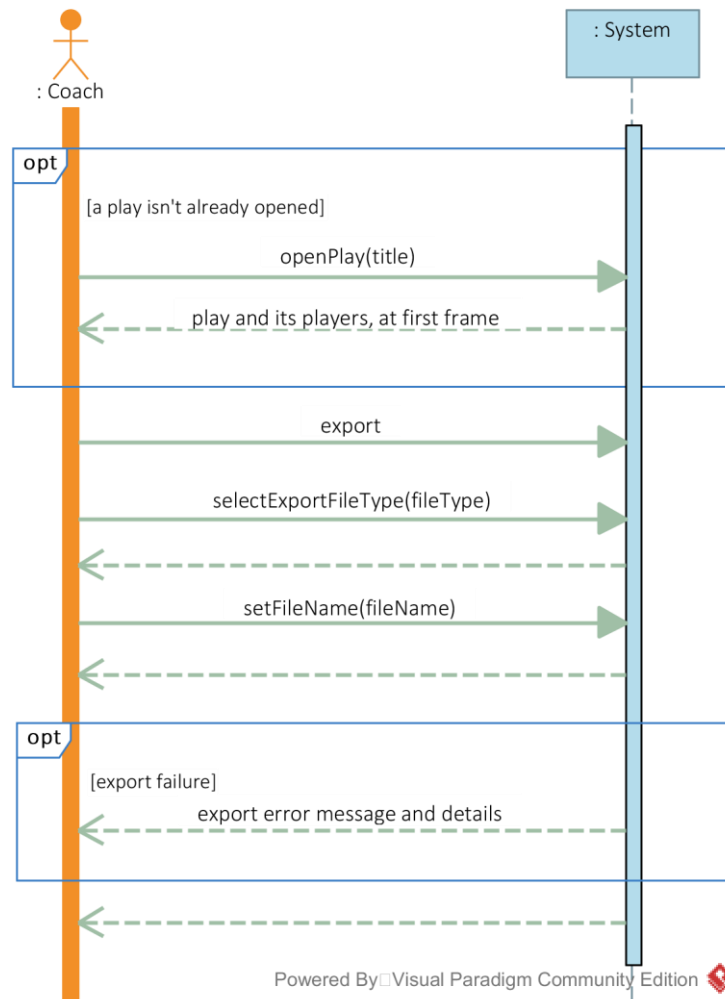 : System
: Coach
opt
[a play isn't already opened]
openPlay(title)
play and its players, at first frame
export
selectExportFileType(fileType)
setFileName(fileName)
opt
[export failure]
export error message and details
Powered By□Visual Paradigm Community Edition